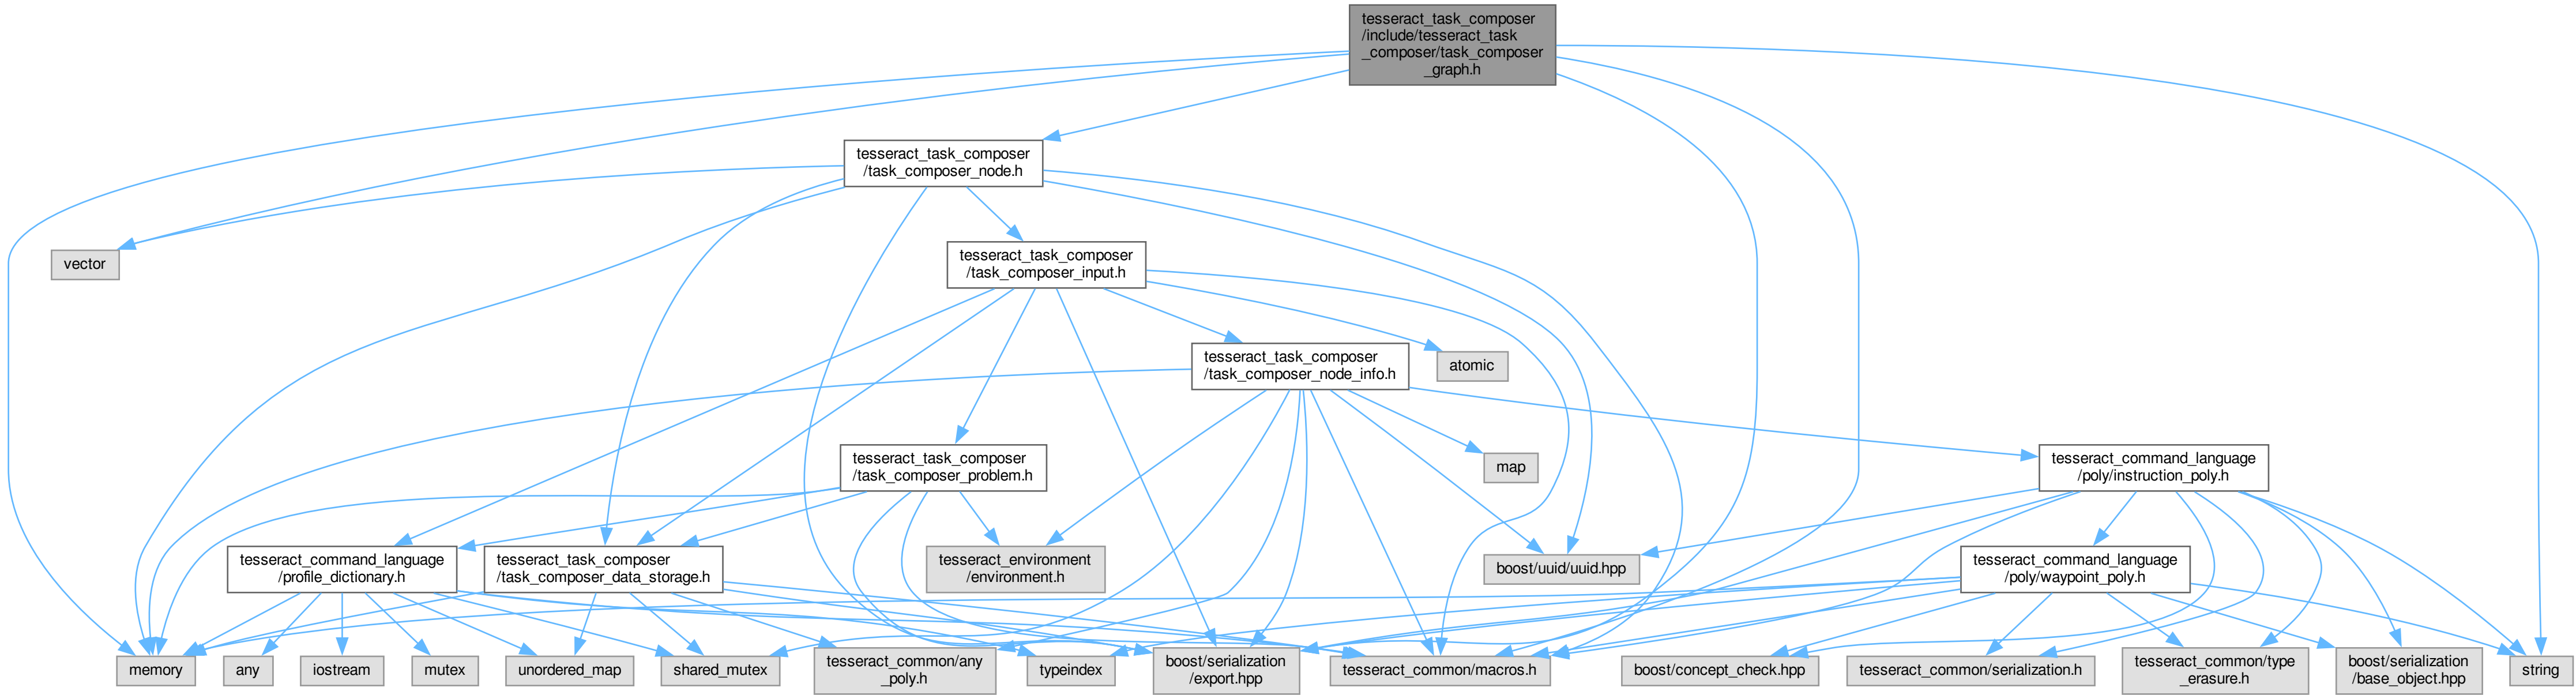 tesseract_task_composer
/include/tesseract_task
_composer/task_composer
_graph.h
tesseract_task_composer
/task_composer_node.h
vector
tesseract_task_composer
/task_composer_input.h
tesseract_task_composer
/task_composer_node_info.h
atomic
tesseract_task_composer
/task_composer_problem.h
map
tesseract_command_language
/poly/instruction_poly.h
tesseract_command_language
/profile_dictionary.h
tesseract_task_composer
/task_composer_data_storage.h
tesseract_environment
/environment.h
boost/uuid/uuid.hpp
tesseract_command_language
/poly/waypoint_poly.h
memory
any
iostream
mutex
unordered_map
shared_mutex
tesseract_common/any
_poly.h
typeindex
boost/serialization
/export.hpp
tesseract_common/macros.h
boost/concept_check.hpp
tesseract_common/serialization.h
tesseract_common/type
_erasure.h
boost/serialization
/base_object.hpp
string